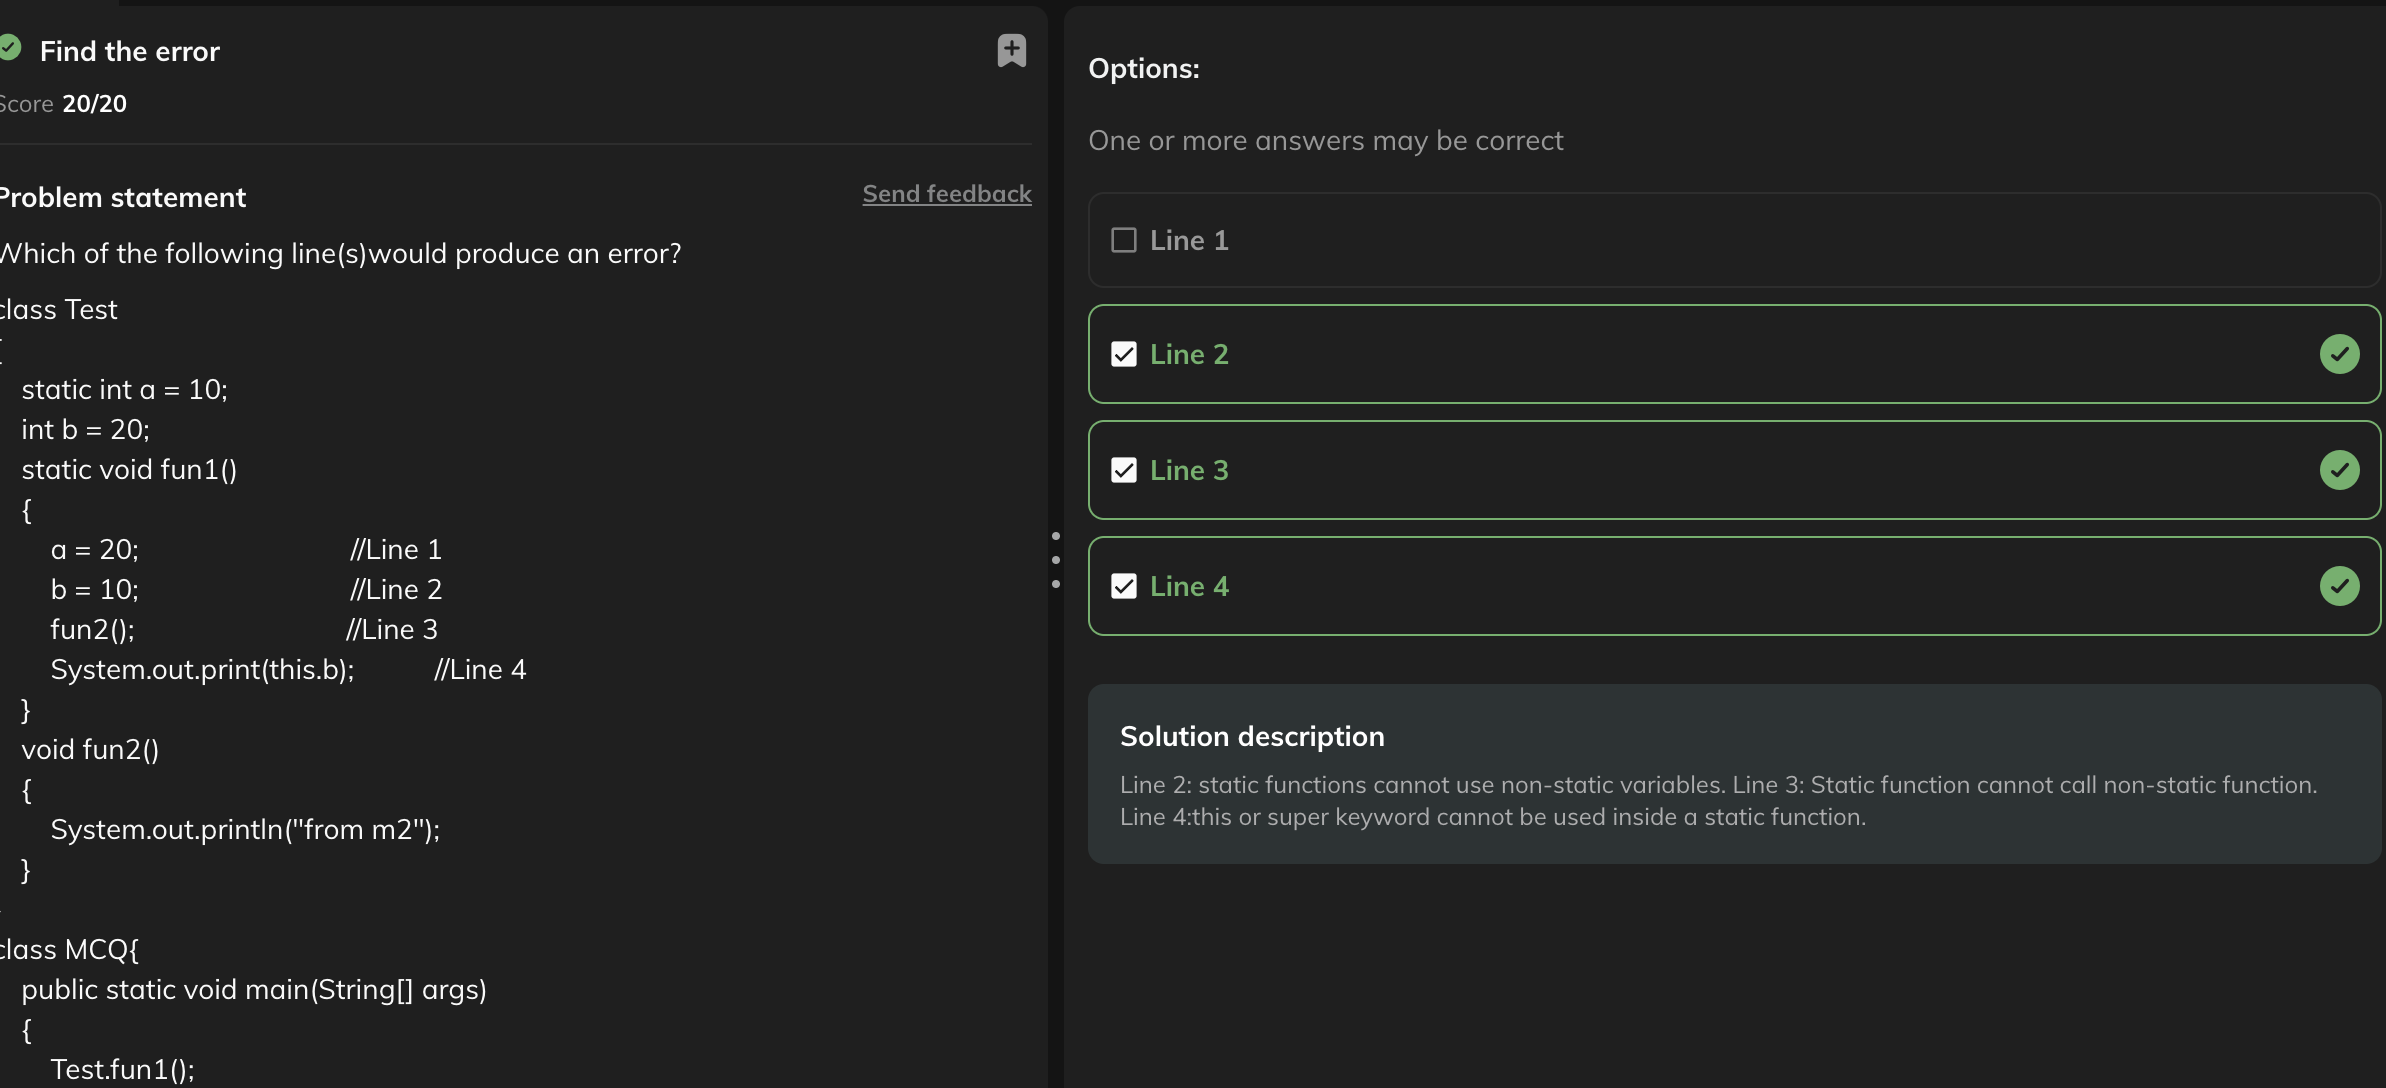 Find the error
Score 20/20
Problem statement
Send feedback
Which of the following line(s)would produce an error?
class Test
{
static int a = 10;
int b = 20;
static void fun1()
{
a = 20; //Line 1
b = 10; //Line 2
fun2(); //Line 3
System.out.print(this.b); //Line 4
}
void fun2()
{
System.out.println("from m2");
}
class MCQ{
public static void main(String[] args)
{
Test.fun1();
Options:
One or more answers may be correct
Line 1
Line 2
Line 3
Line 4
Solution description
Line 2: static functions cannot use non-static variables. Line 3: Static function cannot call non-static function.
Line 4:this or super keyword cannot be used inside a static function.